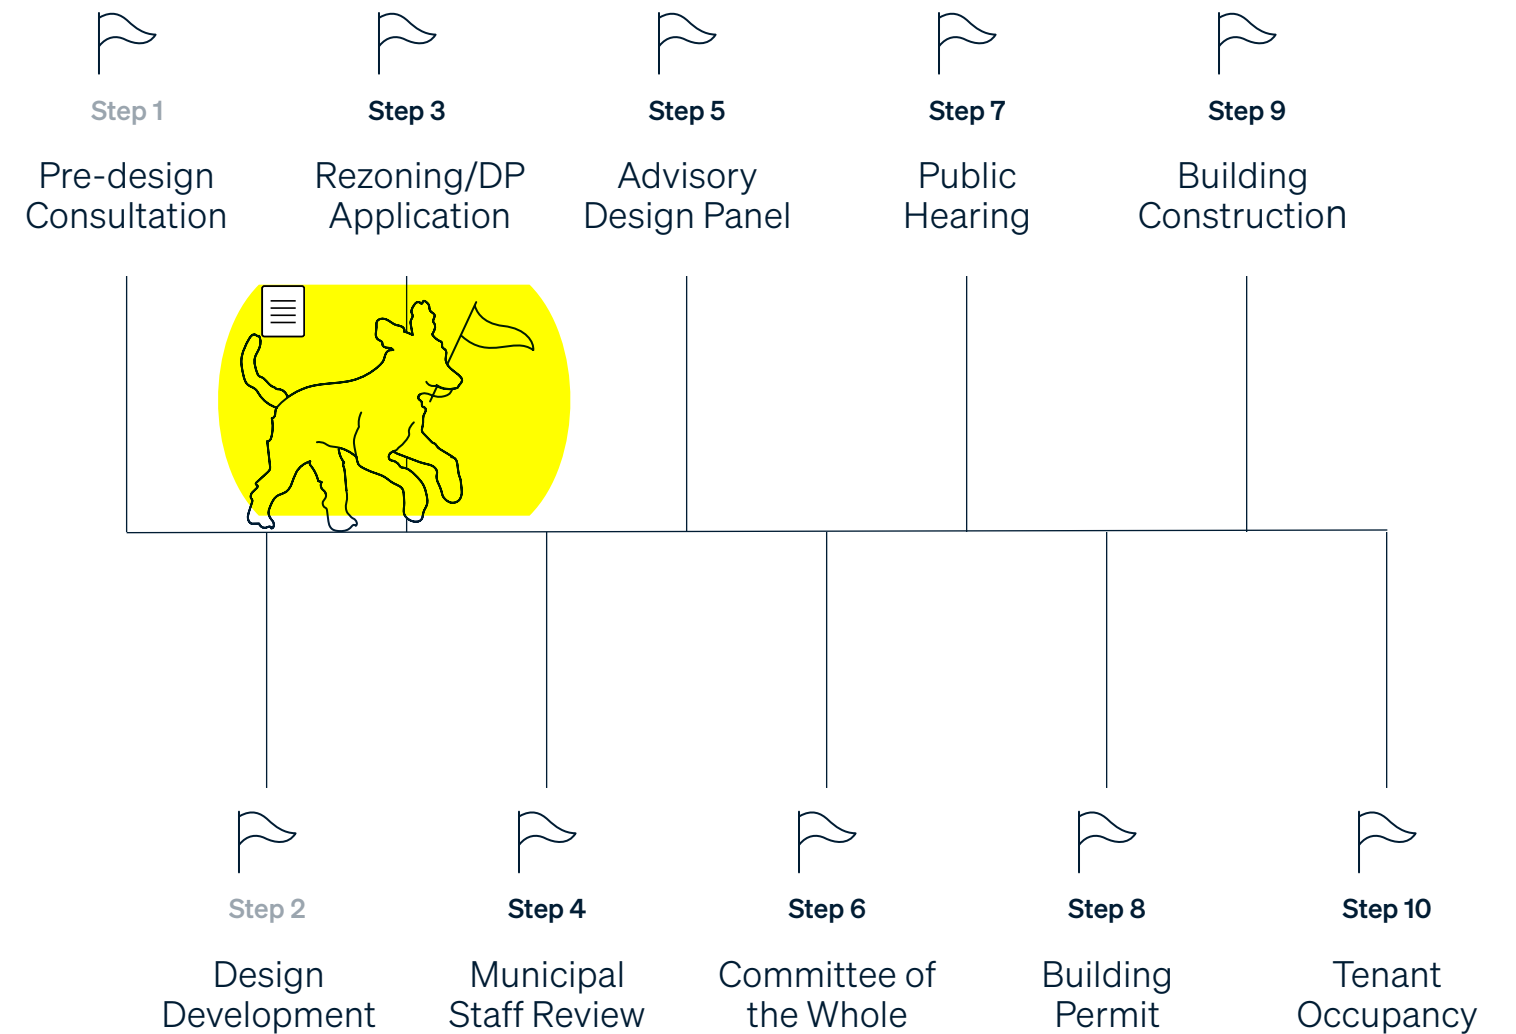 Step 1
Pre-design
Consultation
Step 3
Rezoning/DP
Application
Step 5
Advisory
Design Panel
Step 7
Public
Hearing
Step 9
Building
Construction
Step 2
Design
Development
Step 4
Municipal
Staff Review
Step 6
Committee of
the Whole
Step 8
Building
Permit
Step 10
Tenant
Occupancy